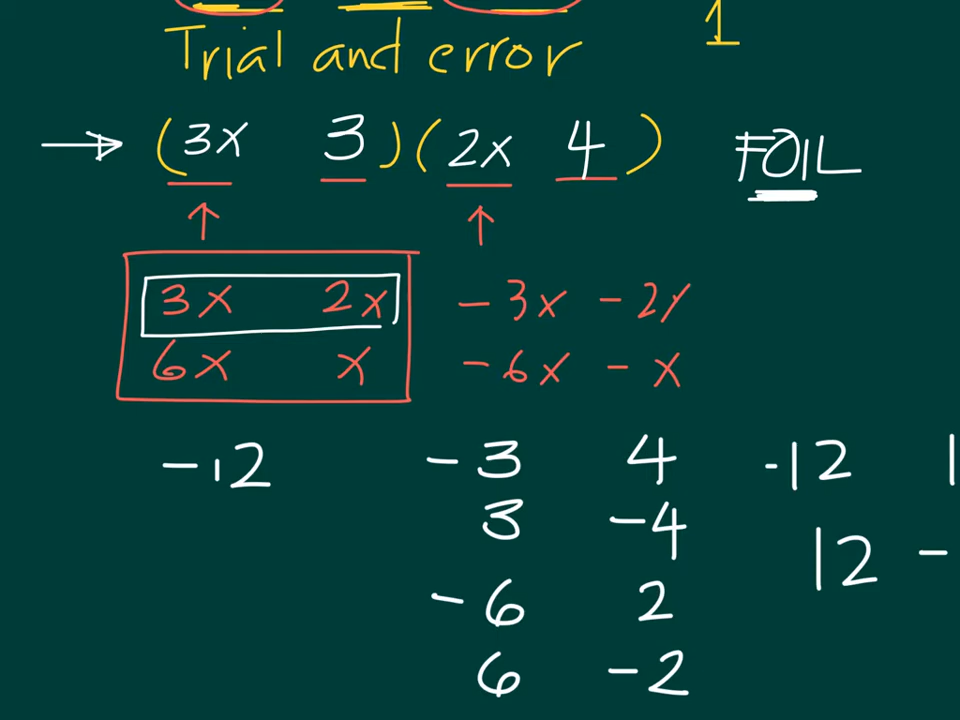 1
Trial and error
(3x 3)(2x 4) FOIL
3x 2x -3x -2x
6x x -6x -x
-12 -3 4 -12 1
3 -4
12 -
-6 2
6 -2